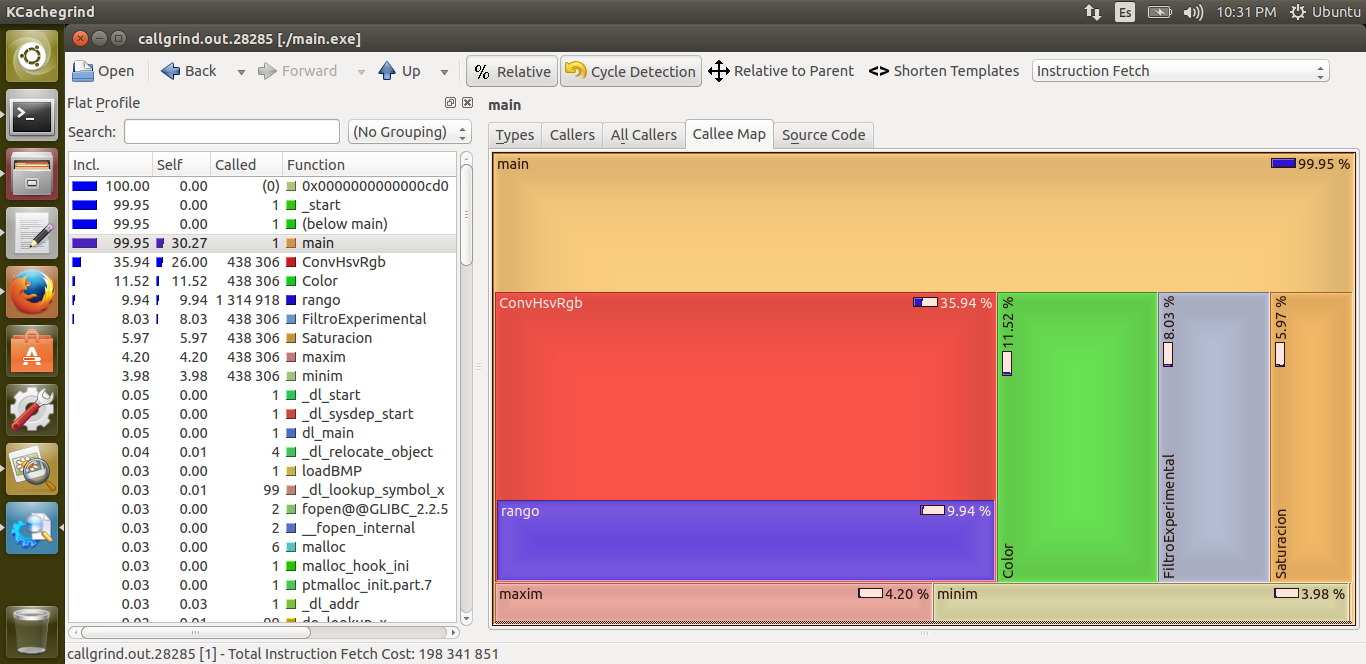 KCachegrind
Es
10:31 PM
Ubuntu
callgrind.out.28285 [./main.exe]
Open
Back
Forward
Up
% Relative
Cycle Detection
Relative to Parent
<> Shorten Templates
Instruction Fetch
Flat Profile
Search:
(No Grouping)
Incl. Self Called Function
100.00 0.00 (0) 0x0000000000000cd0
99.95 0.00 1 _start
99.95 0.00 1 (below main)
99.95 30.27 1 main
35.94 26.00 438 306 ConvHsvRgb
11.52 11.52 438 306 Color
9.94 9.94 1 314 918 rango
8.03 8.03 438 306 FiltroExperimental
5.97 5.97 438 306 Saturacion
4.20 4.20 438 306 maxim
3.98 3.98 438 306 minim
0.05 0.00 1 _dl_start
0.05 0.00 1 _dl_sysdep_start
0.05 0.00 1 dl_main
0.04 0.01 4 _dl_relocate_object
0.03 0.00 1 loadBMP
0.03 0.01 99 _dl_lookup_symbol_x
0.03 0.00 2 fopen@@GLIBC_2.2.5
0.03 0.00 2 __fopen_internal
0.03 0.00 6 malloc
0.03 0.00 1 malloc_hook_ini
0.03 0.00 1 ptmalloc_init.part.7
0.03 0.03 1 _dl_addr
main
Types
Callers
All Callers
Callee Map
Source Code
main 99.95 %
ConvHsvRgb 35.94 %
rango 9.94 %
Color 11.52 %
FiltroExperimental 8.03 %
Saturacion 5.97 %
maxim 4.20 %
minim 3.98 %
callgrind.out.28285 [1] - Total Instruction Fetch Cost: 198 341 851